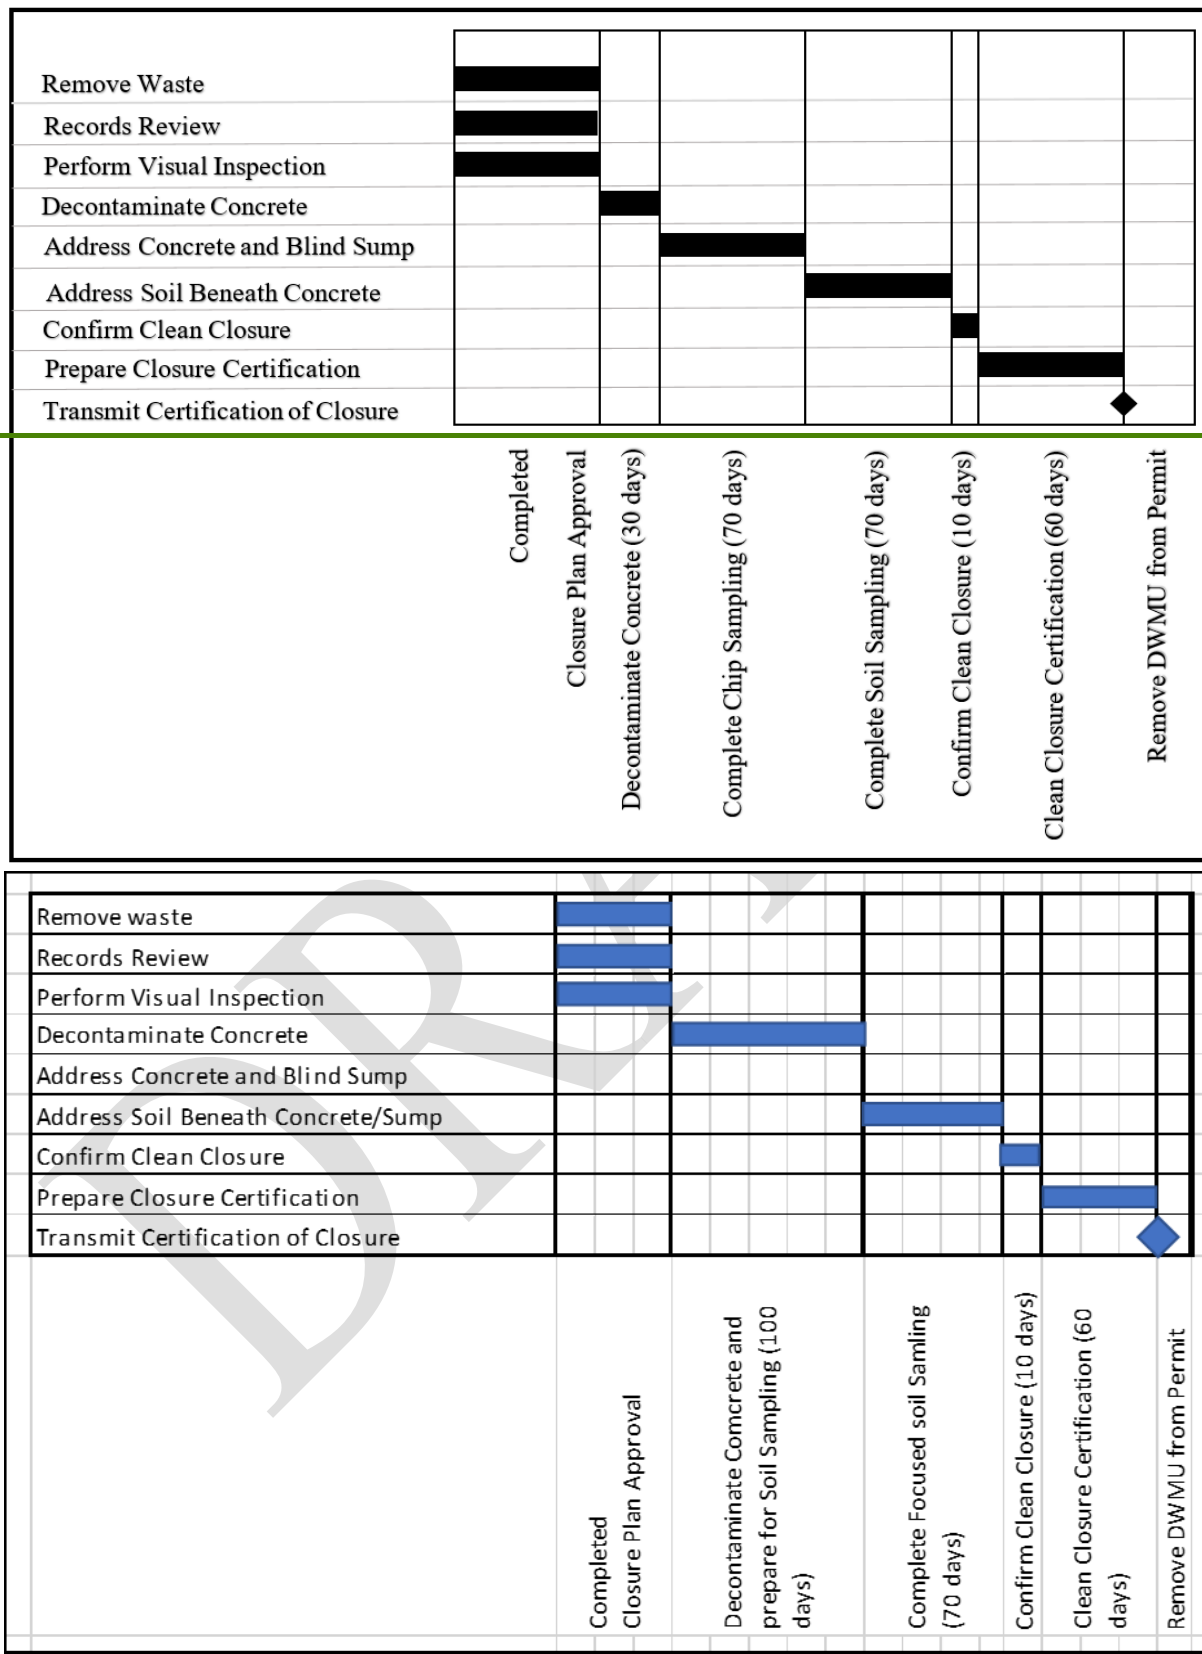 Remove Waste
Records Review
Perform Visual Inspection
Decontaminate Concrete
Address Concrete and Blind Sump
Address Soil Beneath Concrete
Confirm Clean Closure
Prepare Closure Certification
Transmit Certification of Closure
Completed
Closure Plan Approval
Decontaminate Concrete (30 days)
Complete Chip Sampling (70 days)
Complete Soil Sampling (70 days)
Confirm Clean Closure (10 days)
Clean Closure Certification (60 days)
Remove DWMU from Permit
DRA
Remove waste
Records Review
Perform Visual Inspection
Decontaminate Concrete
Address Concrete and Blind Sump
Address Soil Beneath Concrete/Sump
Confirm Clean Closure
Prepare Closure Certification
Transmit Certification of Closure
Completed
Closure Plan Approval
Decontaminate Comcrete and
prepare for Soil Sampling (100
days)
Complete Focused soil Samling
(70 days)
Confirm Clean Closure (10 days)
Clean Closure Certification (60
days)
Remove DWMU from Permit